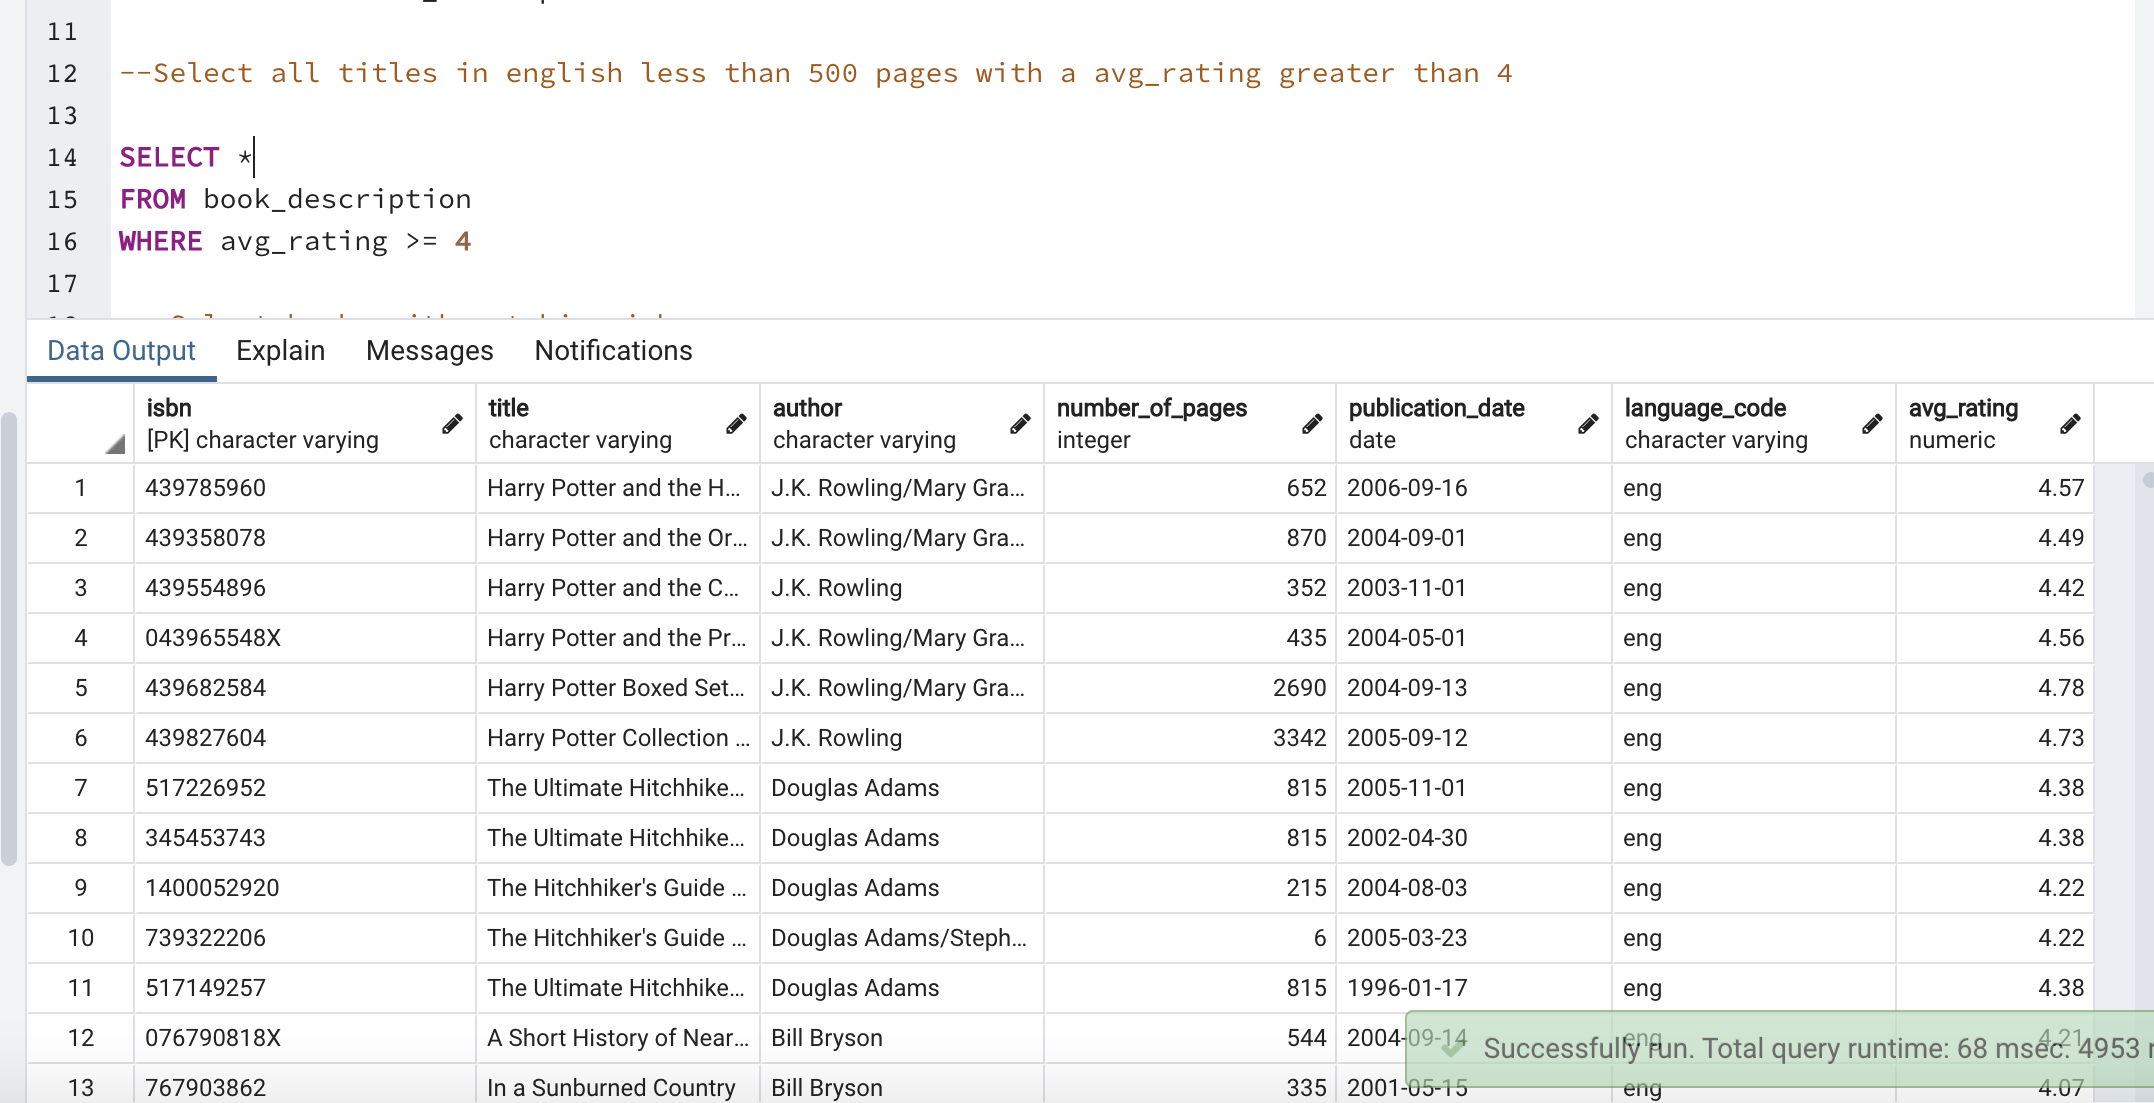 11
12 --Select all titles in english less than 500 pages with a avg_rating greater than 4
13
14 SELECT *
15 FROM book_description
16 WHERE avg_rating >= 4
17
Data Output Explain Messages Notifications
isbn title author number_of_pages publication_date language_code avg_rating
[PK] character varying character varying character varying integer date character varying numeric
1 439785960 Harry Potter and the H... J.K. Rowling/Mary Gra... 652 2006-09-16 eng 4.57
2 439358078 Harry Potter and the Or... J.K. Rowling/Mary Gra... 870 2004-09-01 eng 4.49
3 439554896 Harry Potter and the C... J.K. Rowling 352 2003-11-01 eng 4.42
4 043965548X Harry Potter and the Pr... J.K. Rowling/Mary Gra... 435 2004-05-01 eng 4.56
5 439682584 Harry Potter Boxed Set... J.K. Rowling/Mary Gra... 2690 2004-09-13 eng 4.78
6 439827604 Harry Potter Collection ... J.K. Rowling 3342 2005-09-12 eng 4.73
7 517226952 The Ultimate Hitchhike... Douglas Adams 815 2005-11-01 eng 4.38
8 345453743 The Ultimate Hitchhike... Douglas Adams 815 2002-04-30 eng 4.38
9 1400052920 The Hitchhiker's Guide ... Douglas Adams 215 2004-08-03 eng 4.22
10 739322206 The Hitchhiker's Guide ... Douglas Adams/Steph... 6 2005-03-23 eng 4.22
11 517149257 The Ultimate Hitchhike... Douglas Adams 815 1996-01-17 eng 4.38
12 076790818X A Short History of Near... Bill Bryson 544 2004-09-14 eng 4.21
Successfully run. Total query runtime: 68 msec. 4953
13 767903862 In a Sunburned Country Bill Bryson 335 2001-05-15 eng 4.07